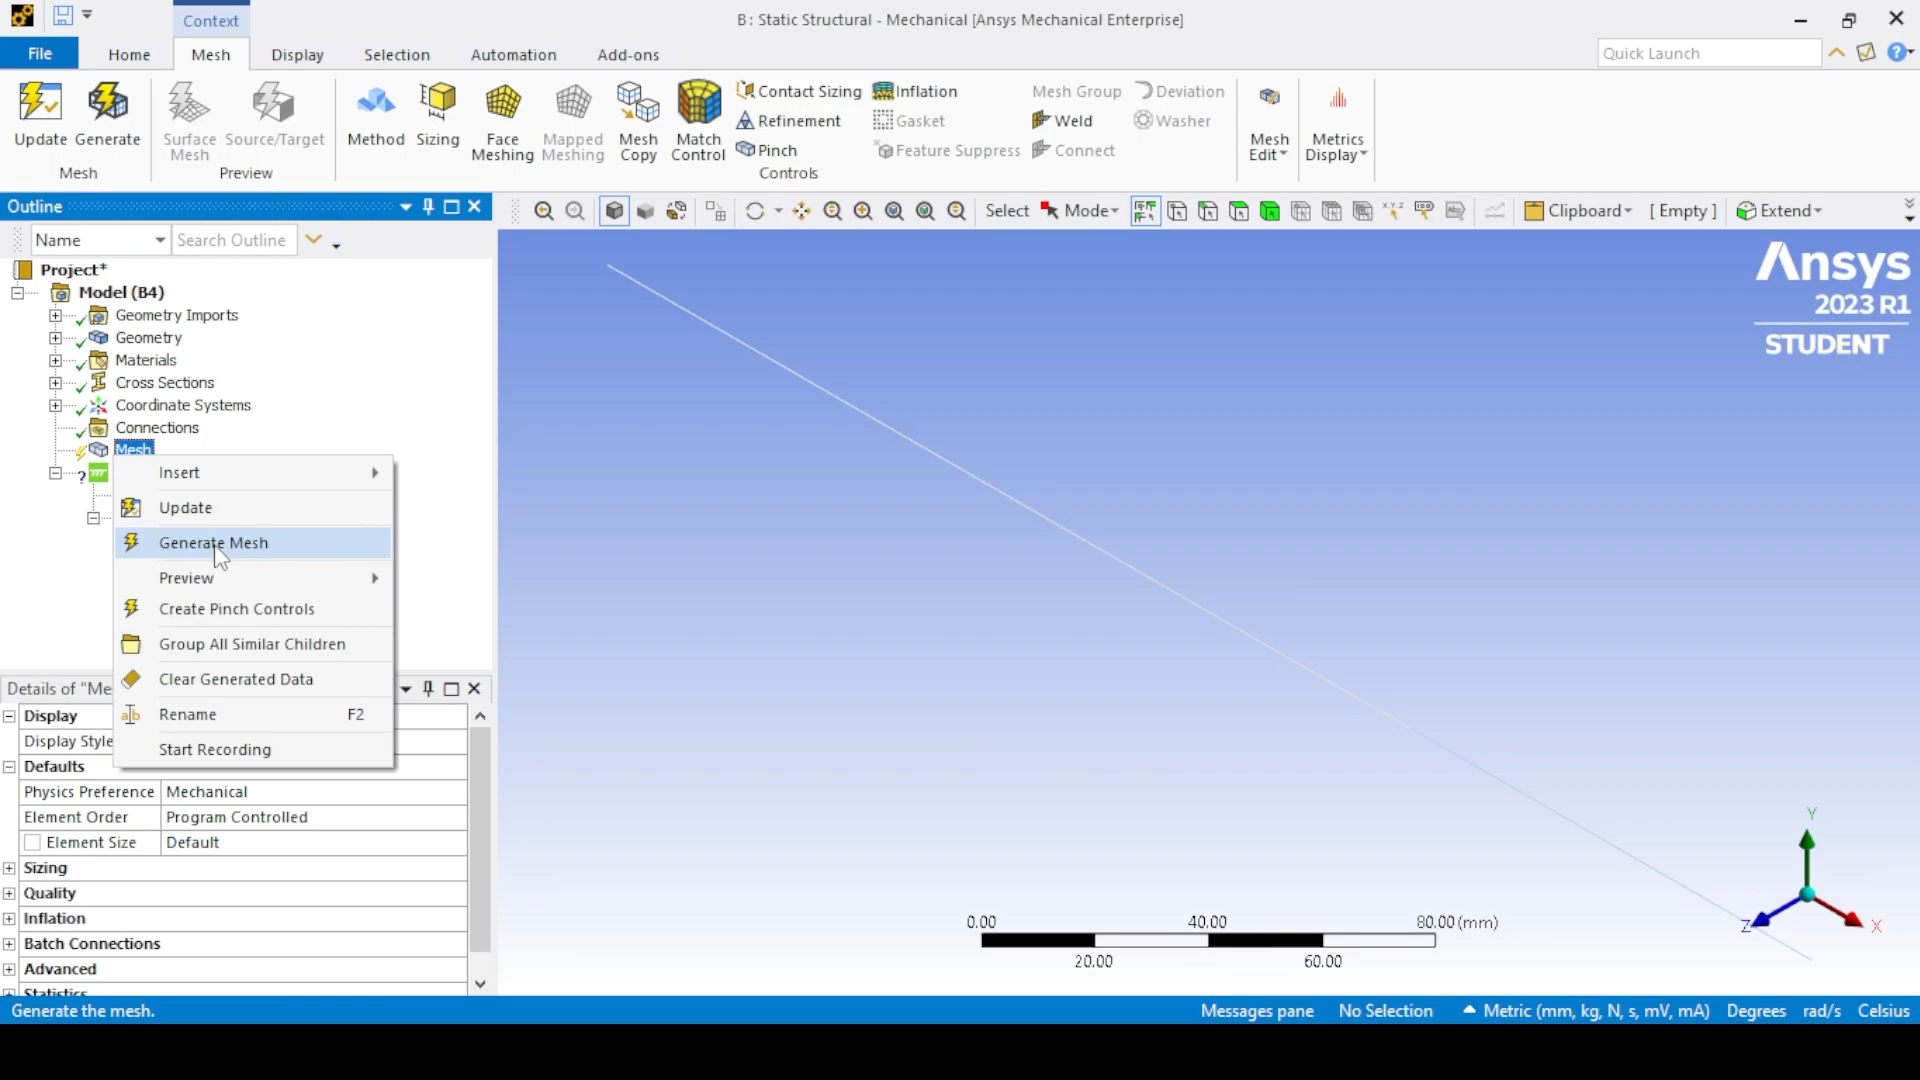 Context
B : Static Structural - Mechanical [Ansys Mechanical Enterprise]
File Home Mesh Display Selection Automation Add-ons
Quick Launch
Update Generate
Mesh
Surface Mesh
Source/Target
Preview
Method
Sizing
Face Meshing
Mapped Meshing
Mesh Copy
Match Control
Contact Sizing
Refinement
Pinch
Inflation
Gasket
Feature Suppress
Mesh Group
Weld
Connect
Deviation
Washer
Controls
Mesh Edit
Metrics Display
Outline
Name
Search Outline
Select Mode
Clipboard [ Empty ] Extend
Project*
Model (B4)
Geometry Imports
Geometry
Materials
Cross Sections
Coordinate Systems
Connections
Mesh
Insert
Update
Generate Mesh
Preview
Create Pinch Controls
Group All Similar Children
Clear Generated Data
Rename F2
Start Recording
Details of "Me
Display
Display Style
Defaults
Physics Preference Mechanical
Element Order Program Controlled
Element Size Default
Sizing
Quality
Inflation
Batch Connections
Advanced
Statistics
Ansys
2023 R1
STUDENT
0.00 40.00 80.00 (mm)
20.00 60.00
Y
Z
X
Generate the mesh.
Messages pane No Selection Metric (mm, kg, N, s, mV, mA) Degrees rad/s Celsius